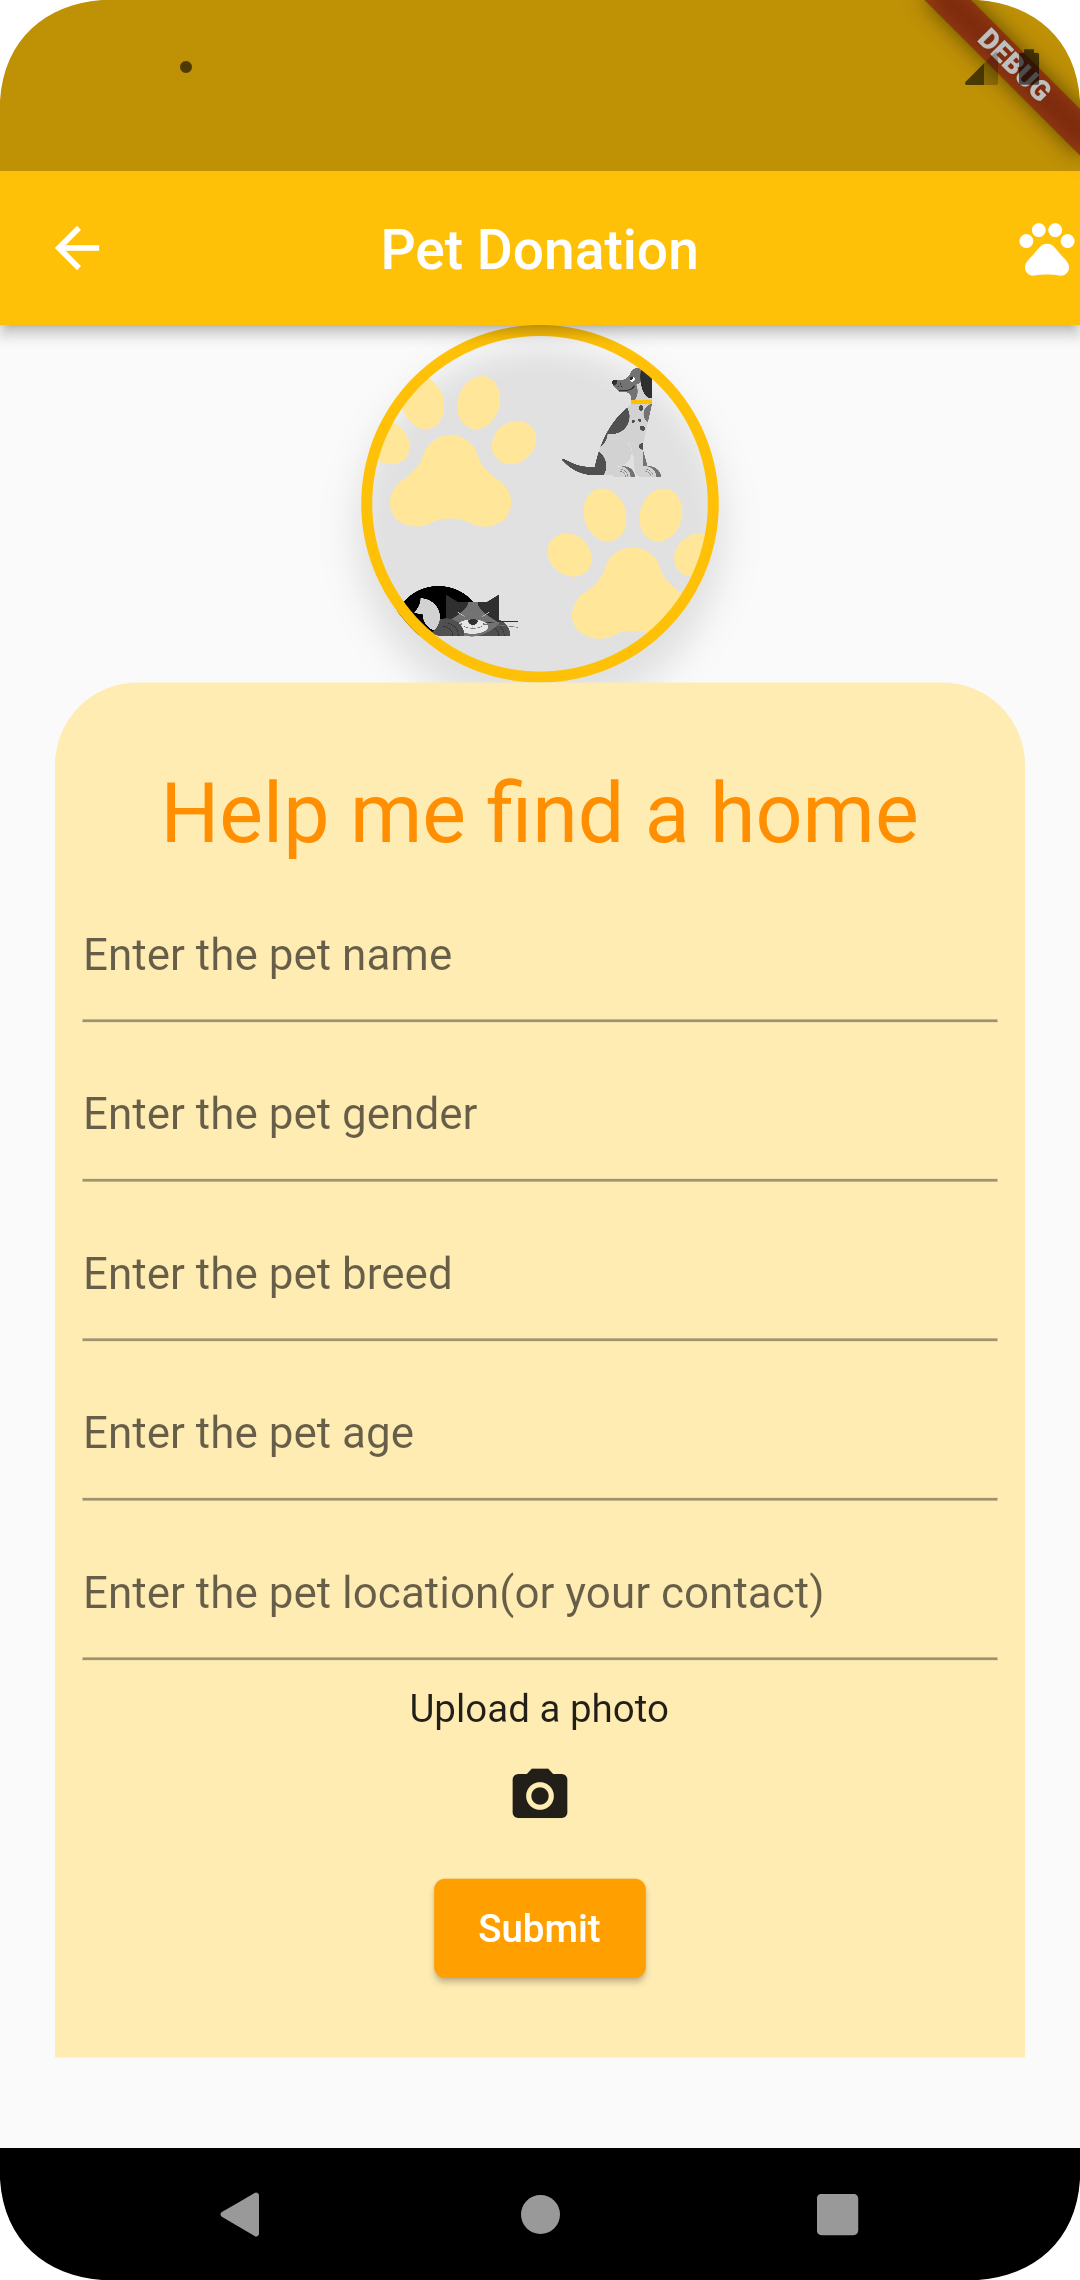 DEBUG
Pet Donation
Help me find a home
Enter the pet name
Enter the pet gender
Enter the pet breed
Enter the pet age
Enter the pet location(or your contact)
Upload a photo
Submit